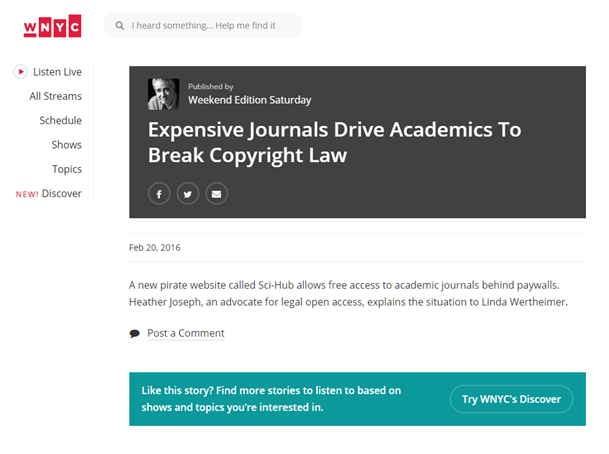 WNYC
I heard something... Help me find it
Listen Live
All Streams
Schedule
Shows
Topics
NEW! Discover
Published by
Weekend Edition Saturday
Expensive Journals Drive Academics To
Break Copyright Law
Feb 20, 2016
A new pirate website called Sci-Hub allows free access to academic journals behind paywalls.
Heather Joseph, an advocate for legal open access, explains the situation to Linda Wertheimer.
Post a Comment
Like this story? Find more stories to listen to based on
shows and topics you're interested in.
Try WNYC's Discover